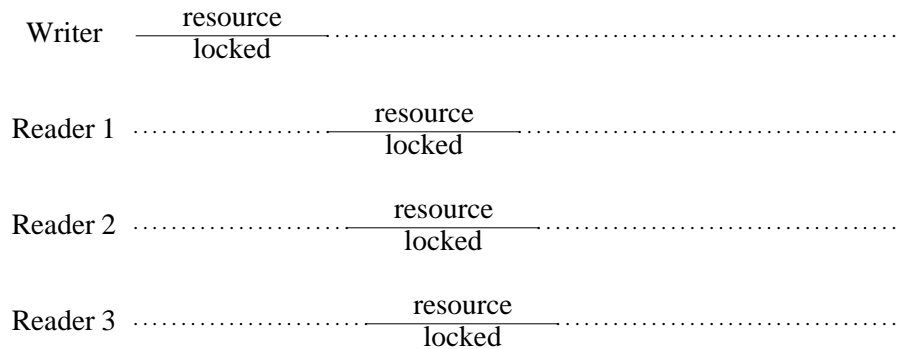 Writer
resource
locked
Reader 1
resource
locked
Reader 2
resource
locked
Reader 3
resource
locked